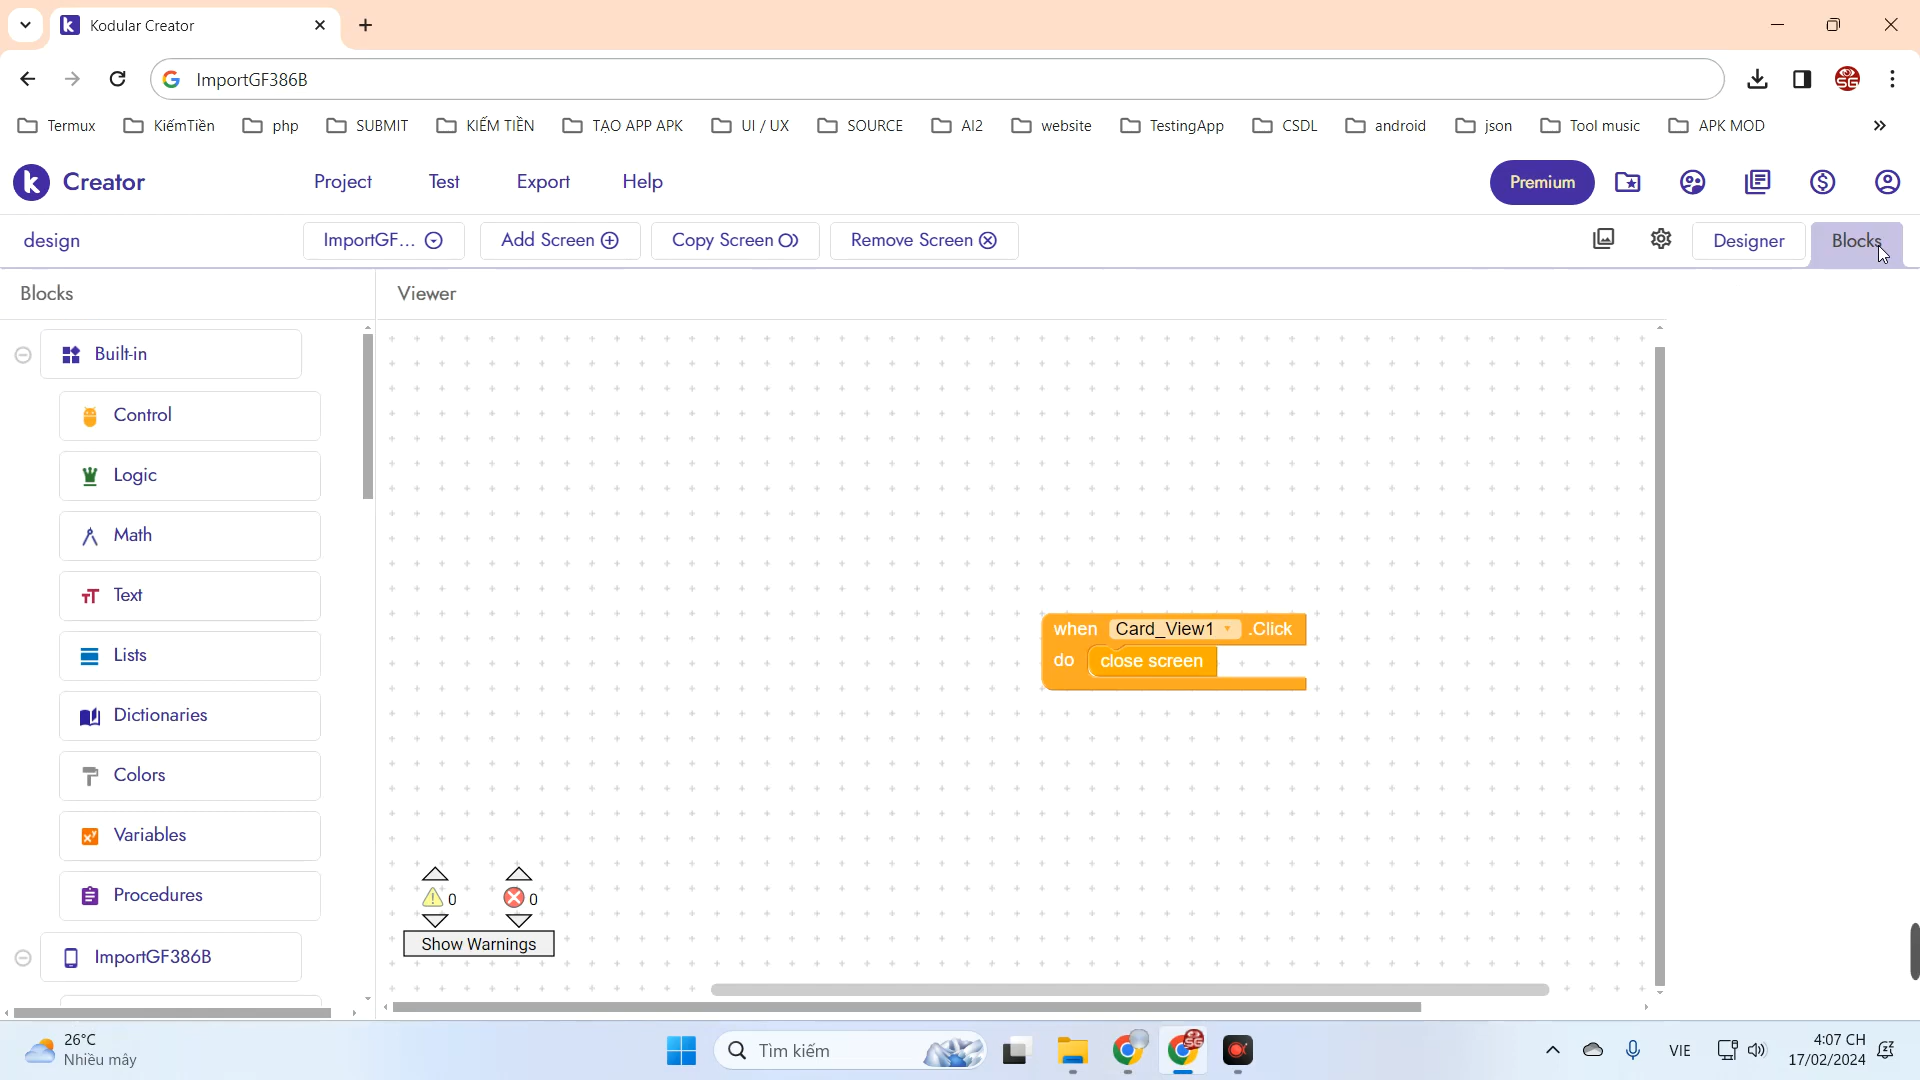 Kodular Creator
ImportGF386B
Termux
KiếmTiền
php
SUBMIT
KIẾM TIỀN
TẠO APP APK
UI / UX
SOURCE
AI2
website
TestingApp
CSDL
android
json
Tool music
APK MOD
Creator
Project
Test
Export
Help
Premium
design
ImportGF...
Add Screen
Copy Screen
Remove Screen
Designer
Blocks
Blocks
Viewer
Built-in
Control
Logic
Math
Text
Lists
Dictionaries
Colors
Variables
Procedures
ImportGF386B
when Card_View1 .Click
do close screen
0
0
Show Warnings
26°C
Nhiều mây
Tìm kiếm
SG
VIE
4:07 CH
17/02/2024